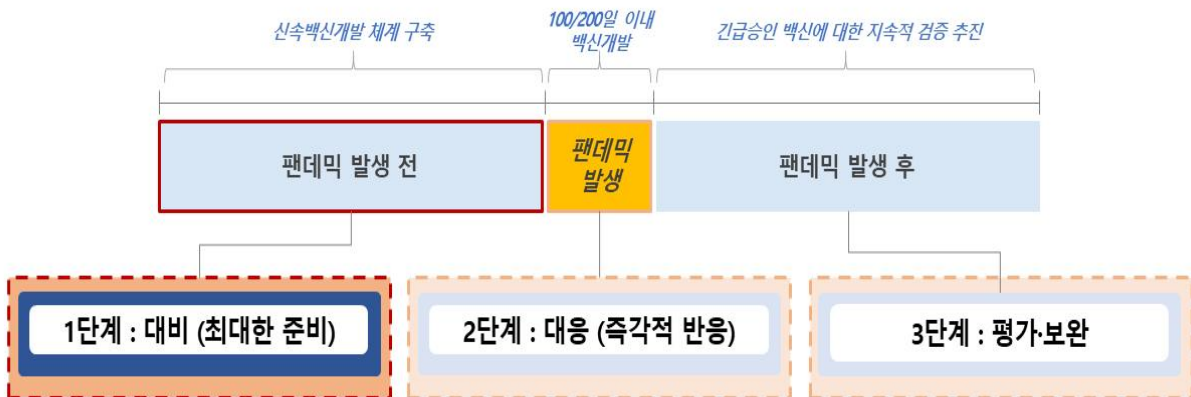 신속백신개발 체계 구축
100/200일 이내
백신개발
긴급승인 백신에 대한 지속적 검증 추진
팬데믹 발생 전
팬데믹
발생
팬데믹 발생 후
1단계 : 대비 (최대한 준비)
2단계 : 대응 (즉각적 반응)
3단계 : 평가·보완